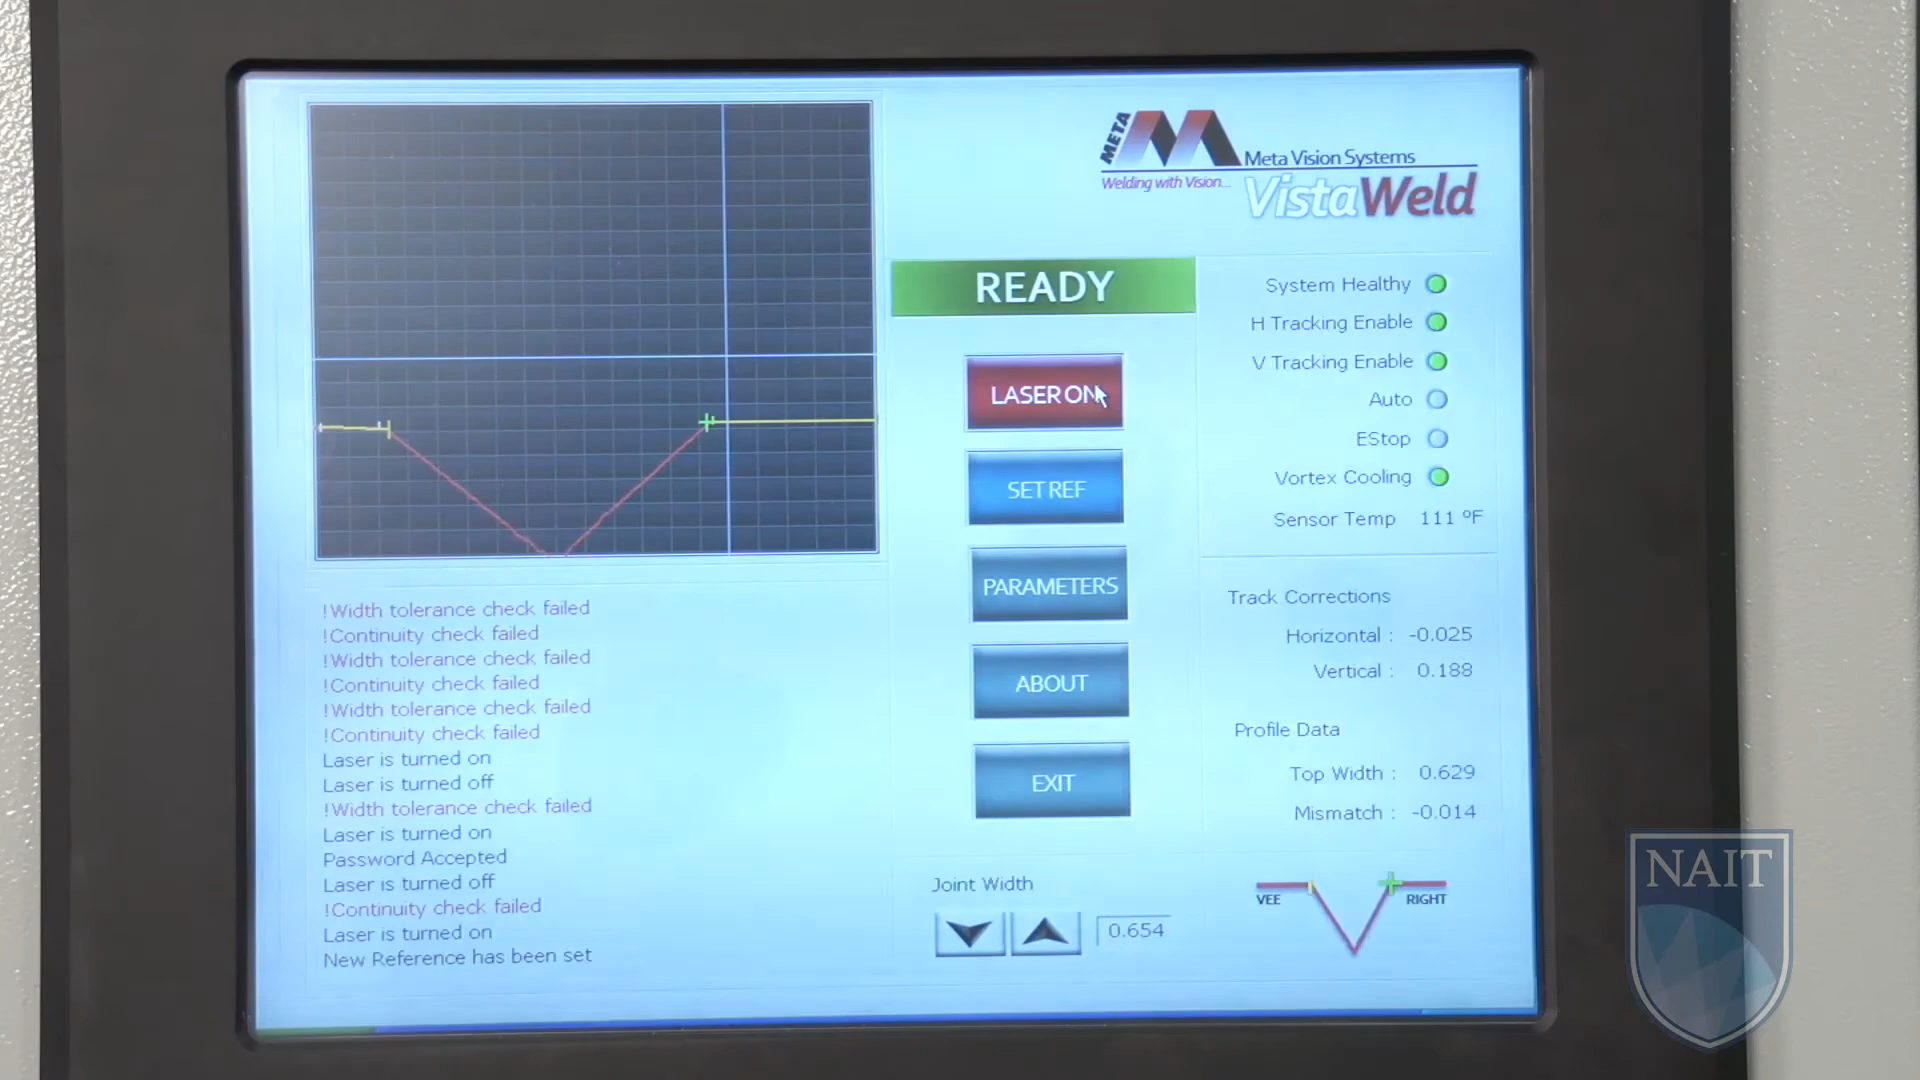 META
Meta Vision Systems
Welding with Vision...
VistaWeld
READY
LASER ON
SET REF
PARAMETERS
ABOUT
EXIT
System Healthy
H Tracking Enable
V Tracking Enable
Auto
EStop
Vortex Cooling
Sensor Temp 111 ºF
Track Corrections
Horizontal : -0.025
Vertical : 0.188
Profile Data
Top Width : 0.629
Mismatch : -0.014
!Width tolerance check failed
!Continuity check failed
!Width tolerance check failed
!Continuity check failed
!Width tolerance check failed
!Continuity check failed
Laser is turned on
Laser is turned off
!Width tolerance check failed
Laser is turned on
Password Accepted
Laser is turned off
!Continuity check failed
Laser is turned on
New Reference has been set
Joint Width
0.654
VEE
RIGHT
NAIT